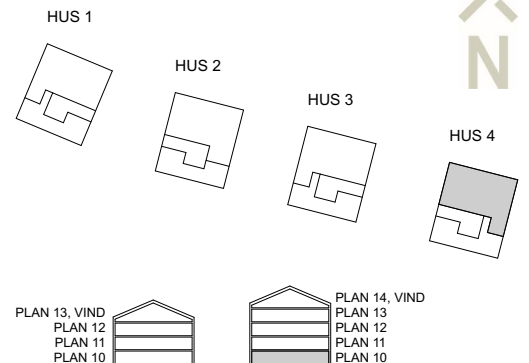 HUS 1
HUS 2
HUS 3
HUS 4
N
PLAN 13, VIND
PLAN 12
PLAN 11
PLAN 10
PLAN 14, VIND
PLAN 13
PLAN 12
PLAN 11
PLAN 10